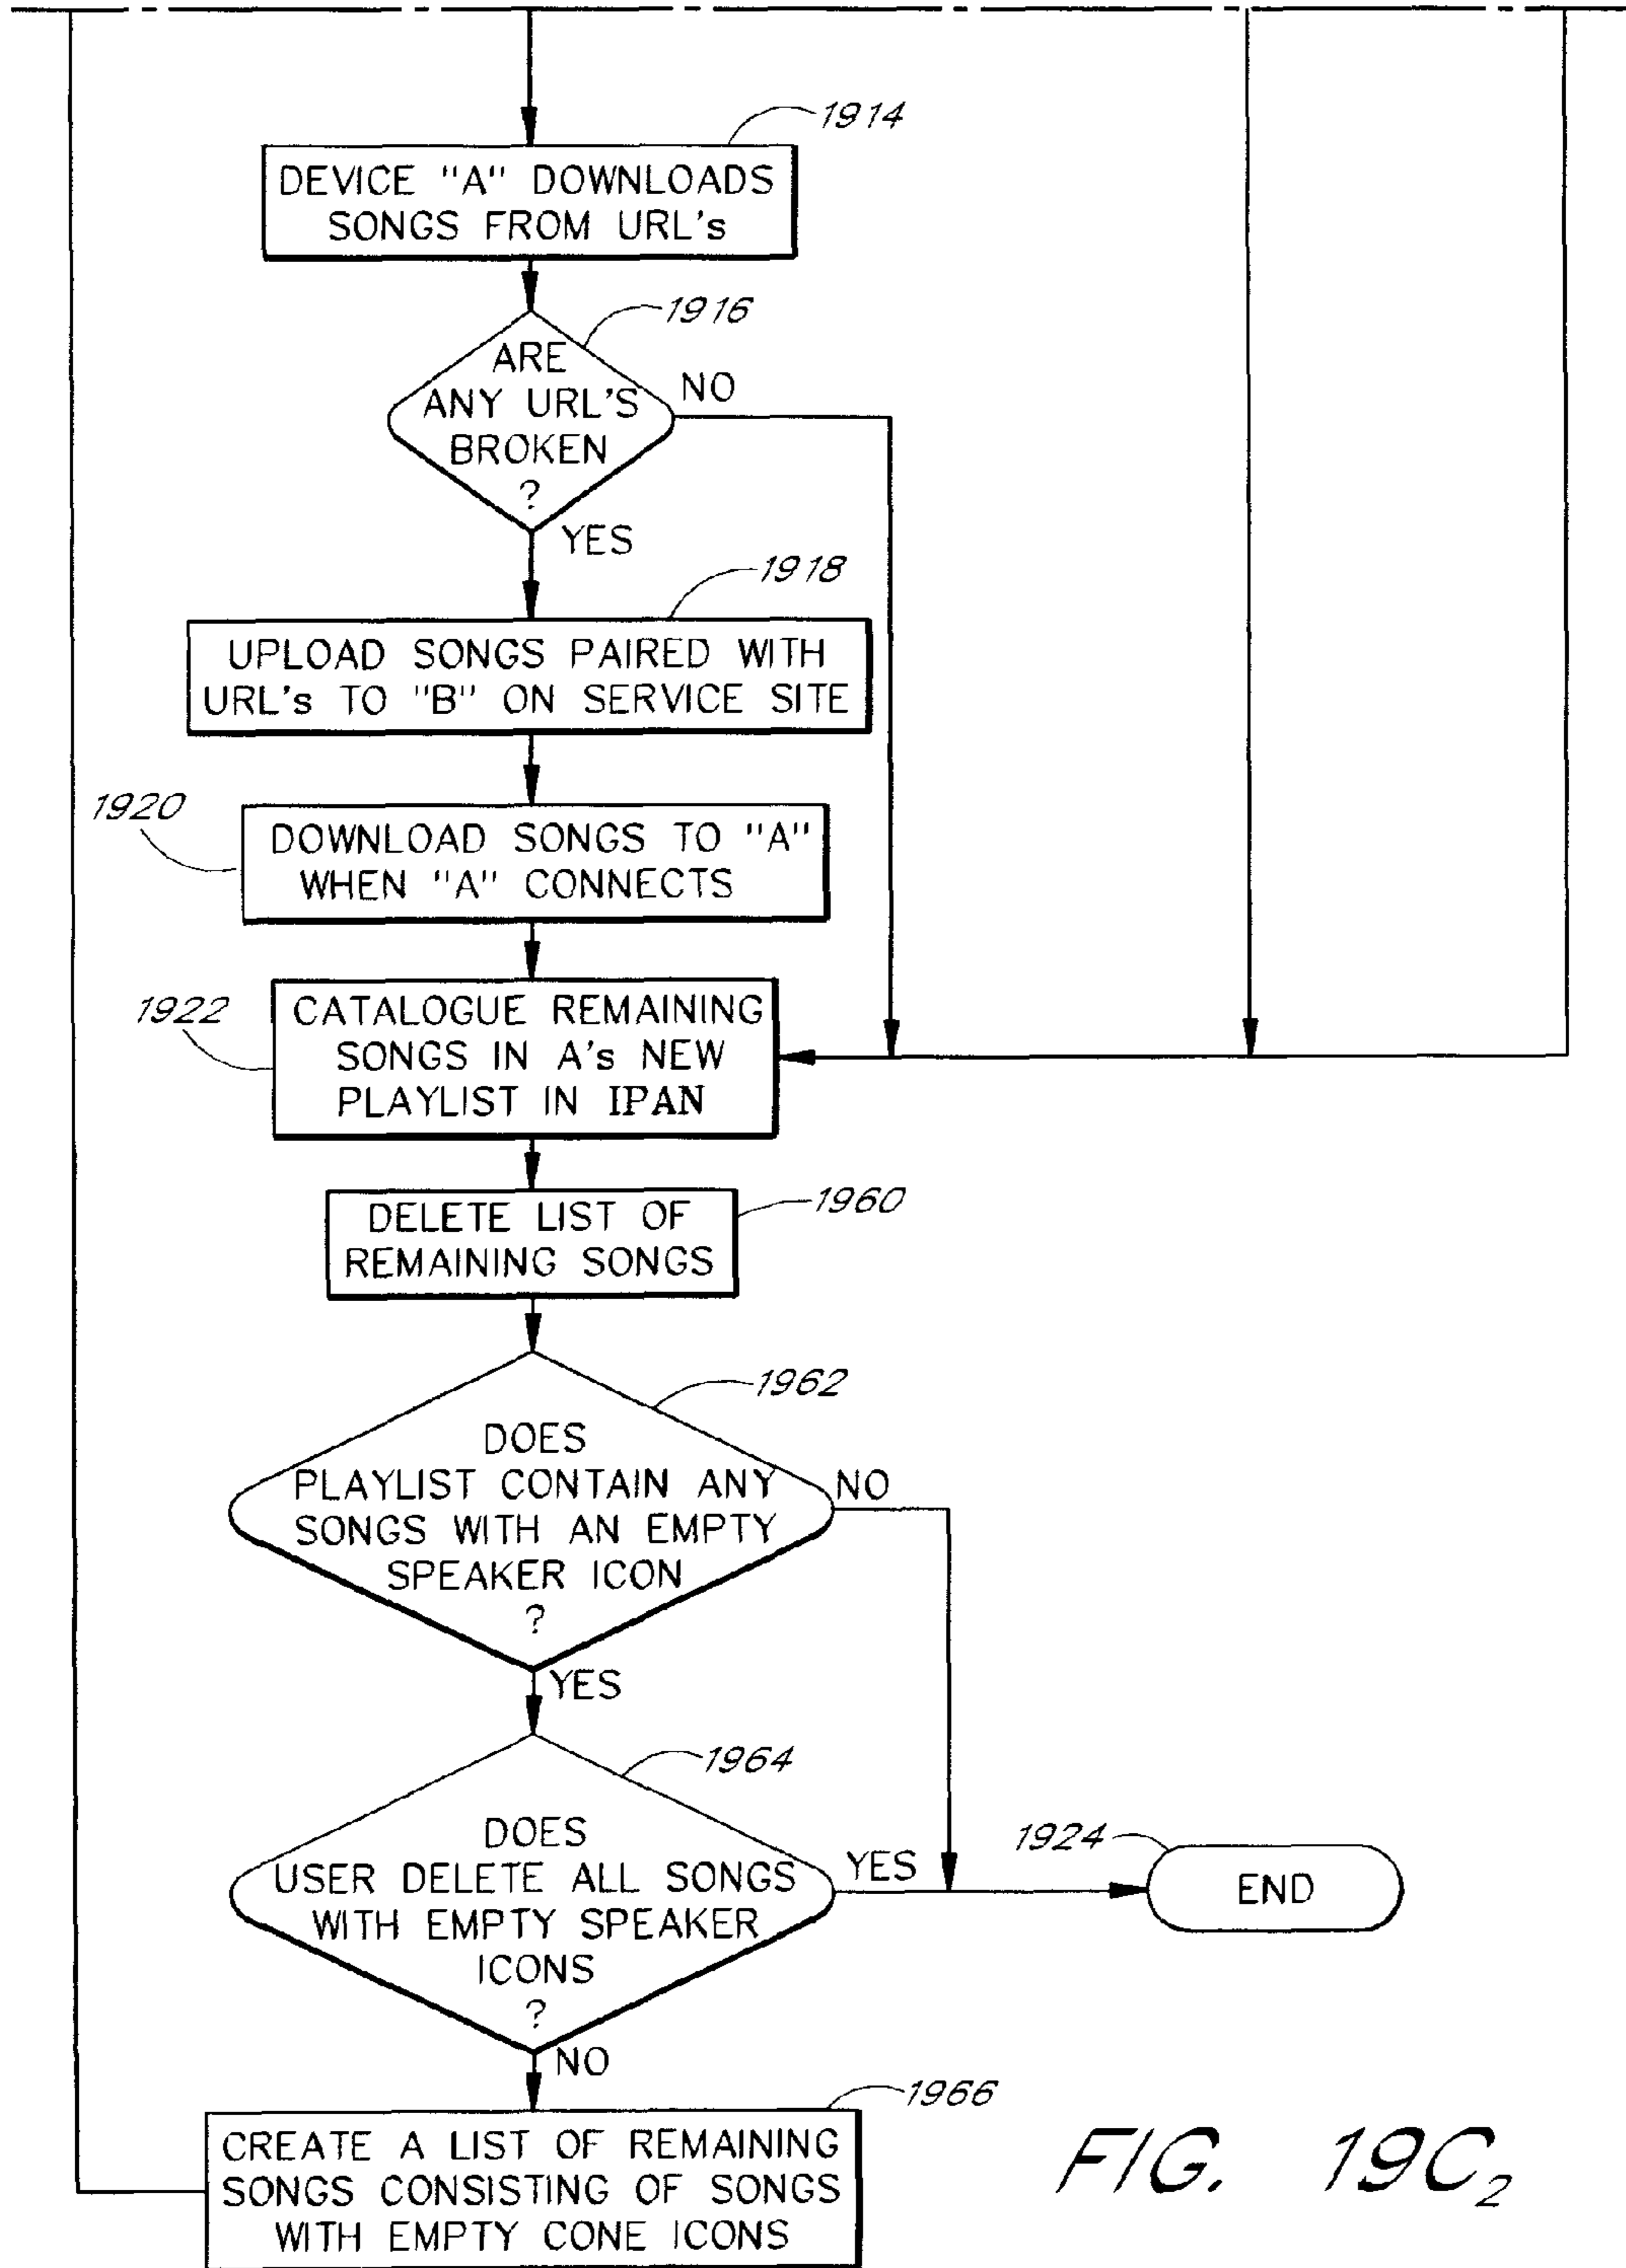 1914
DEVICE "A" DOWNLOADS
SONGS FROM URL's
1916
ARE
ANY URL'S
BROKEN
?
NO
YES
1918
UPLOAD SONGS PAIRED WITH
URL's TO "B" ON SERVICE SITE
1920
DOWNLOAD SONGS TO "A"
WHEN "A" CONNECTS
1922
CATALOGUE REMAINING
SONGS IN A's NEW
PLAYLIST IN IPAN
1960
DELETE LIST OF
REMAINING SONGS
1962
DOES
PLAYLIST CONTAIN ANY
SONGS WITH AN EMPTY
SPEAKER ICON
?
NO
YES
1964
DOES
USER DELETE ALL SONGS
WITH EMPTY SPEAKER
ICONS
?
YES
1924
END
NO
1966
CREATE A LIST OF REMAINING
SONGS CONSISTING OF SONGS
WITH EMPTY CONE ICONS
FIG. 19C2